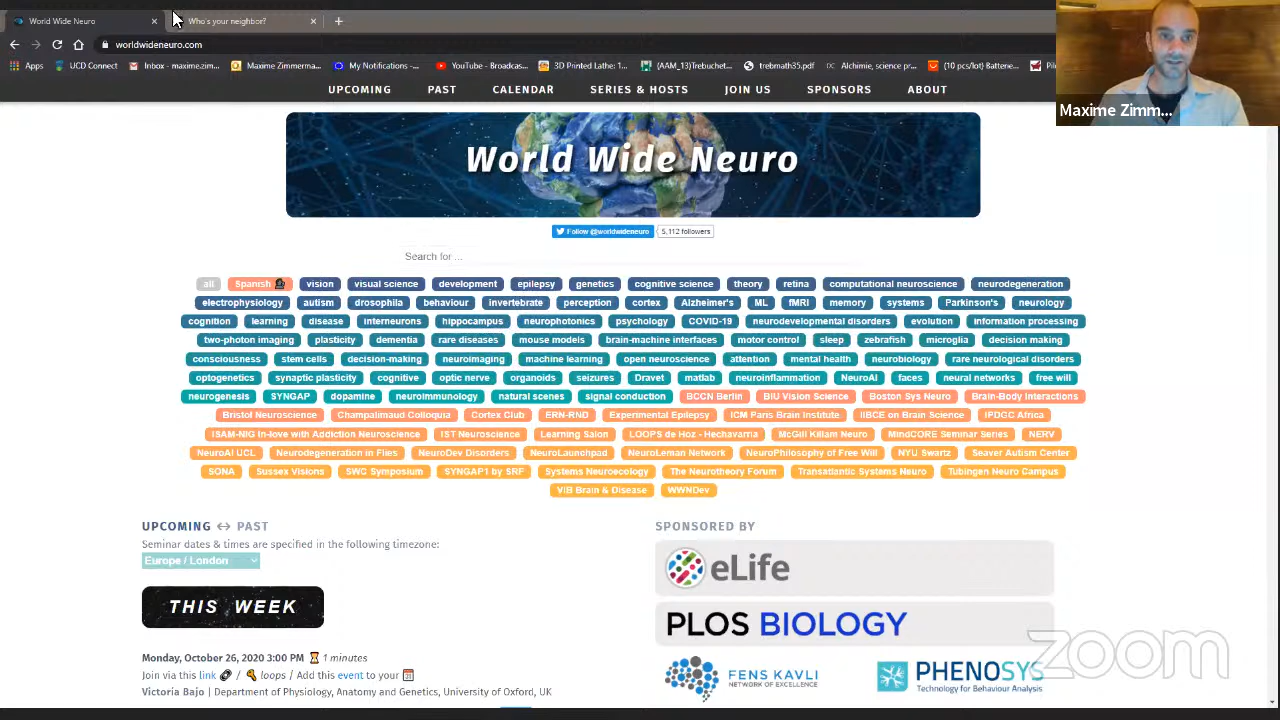 World Wide Neuro
Who's your neighbor?
worldwideneuro.com
Apps
UCD Connect
Inbox - maxime.zim...
Maxime Zimmerma...
My Notifications -...
YouTube - Broadcas...
3D Printed Lathe: 1...
(AAM_13)Trebuchet...
trebmath35.pdf
Alchimie, science pr...
(10 pcs/lot) Battene...
Maxime Zimm...
UPCOMING PAST CALENDAR SERIES & HOSTS JOIN US SPONSORS ABOUT
World Wide Neuro
Follow @worldwideneuro 5,112 followers
Search for ...
all Spanish vision visual science development epilepsy genetics cognitive science theory retina computational neuroscience neurodegeneration
electrophysiology autism drosophila behaviour invertebrate perception cortex Alzheimer's ML fMRI memory systems Parkinson's neurology
cognition learning disease interneurons hippocampus neurophotonics psychology COVID-19 neurodevelopmental disorders evolution information processing
two-photon imaging plasticity dementia rare diseases mouse models brain-machine interfaces motor control sleep zebrafish microglia decision making
consciousness stem cells decision-making neuroimaging machine learning open neuroscience attention mental health neurobiology rare neurological disorders
optogenetics synaptic plasticity cognitive optic nerve organoids seizures Dravet matlab neuroinflammation NeuroAI faces neural networks free will
neurogenesis SYNGAP dopamine neuroimmunology natural scenes signal conduction BCCN Berlin BIU Vision Science Boston Sys Neuro Brain-Body Interactions
Bristol Neuroscience Champalimaud Colloquia Cortex Club ERN-RND Experimental Epilepsy ICM Paris Brain Institute IIBCE on Brain Science IPDGC Africa
ISAM-NIG In-love with Addiction Neuroscience IST Neuroscience Learning Salon LOOPS de Hoz - Hechavarria McGill Killam Neuro MindCORE Seminar Series NERV
NeuroAI UCL Neurodegeneration in Flies NeuroDev Disorders NeuroLaunchpad NeuroLeman Network NeuroPhilosophy of Free Will NYU Swartz Seaver Autism Center
SONA Sussex Visions SWC Symposium SYNGAP1 by SRF Systems Neuroecology The Neurotheory Forum Transatlantic Systems Neuro Tubingen Neuro Campus
VIB Brain & Disease WWNDev
UPCOMING ↔ PAST
Seminar dates & times are specified in the following timezone:
Europe / London
THIS WEEK
Monday, October 26, 2020 3:00 PM 1 minutes
Join via this link / loops / Add this event to your
Victoria Bajo | Department of Physiology, Anatomy and Genetics, University of Oxford, UK
SPONSORED BY
eLife
PLOS BIOLOGY
FENS KAVLI
NETWORK OF EXCELLENCE
PHENOSYS
Technology for Behaviour Analysis
zoom